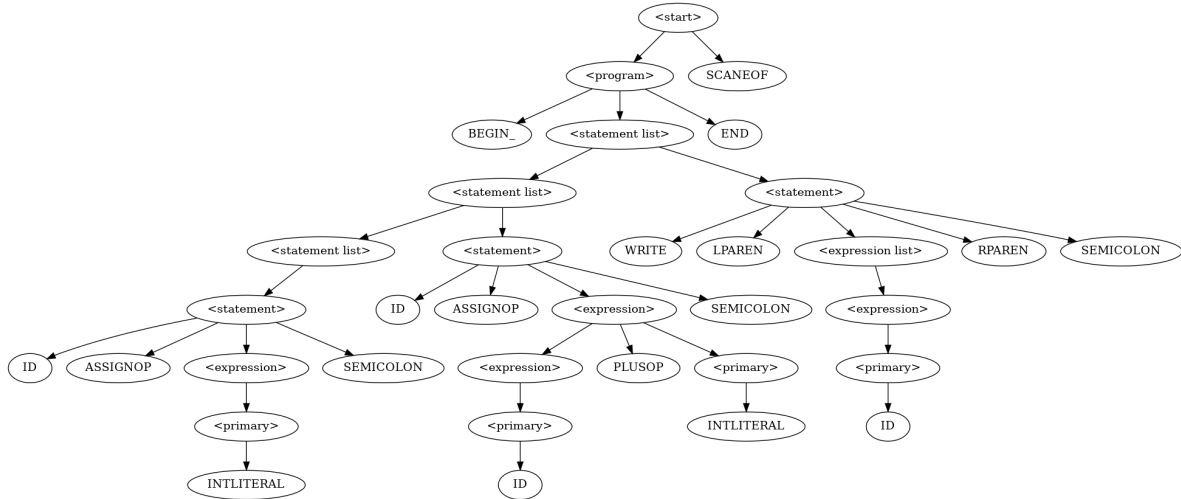 <start>
<program> SCANEOF
BEGIN_ <statement list> END
<statement list> <statement>
<statement list> <statement> WRITE LPAREN <expression list> RPAREN SEMICOLON
<statement> ID ASSIGNOP <expression> SEMICOLON <expression>
ID ASSIGNOP <expression> SEMICOLON <expression> PLUSOP <primary> <primary>
<primary> <primary> INTLITERAL ID
INTLITERAL ID